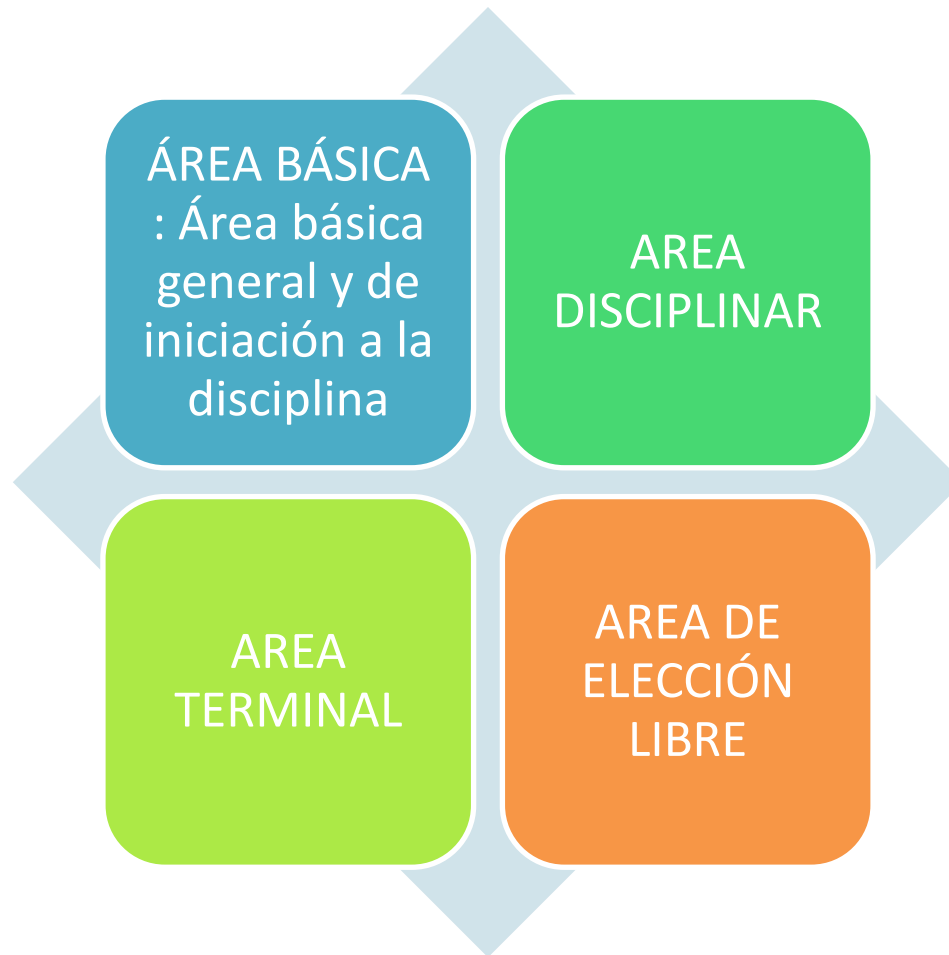 ÁREA BÁSICA
: Área básica
general y de
iniciación a la
disciplina
AREA
DISCIPLINAR
AREA
TERMINAL
AREA DE
ELECCIÓN
LIBRE